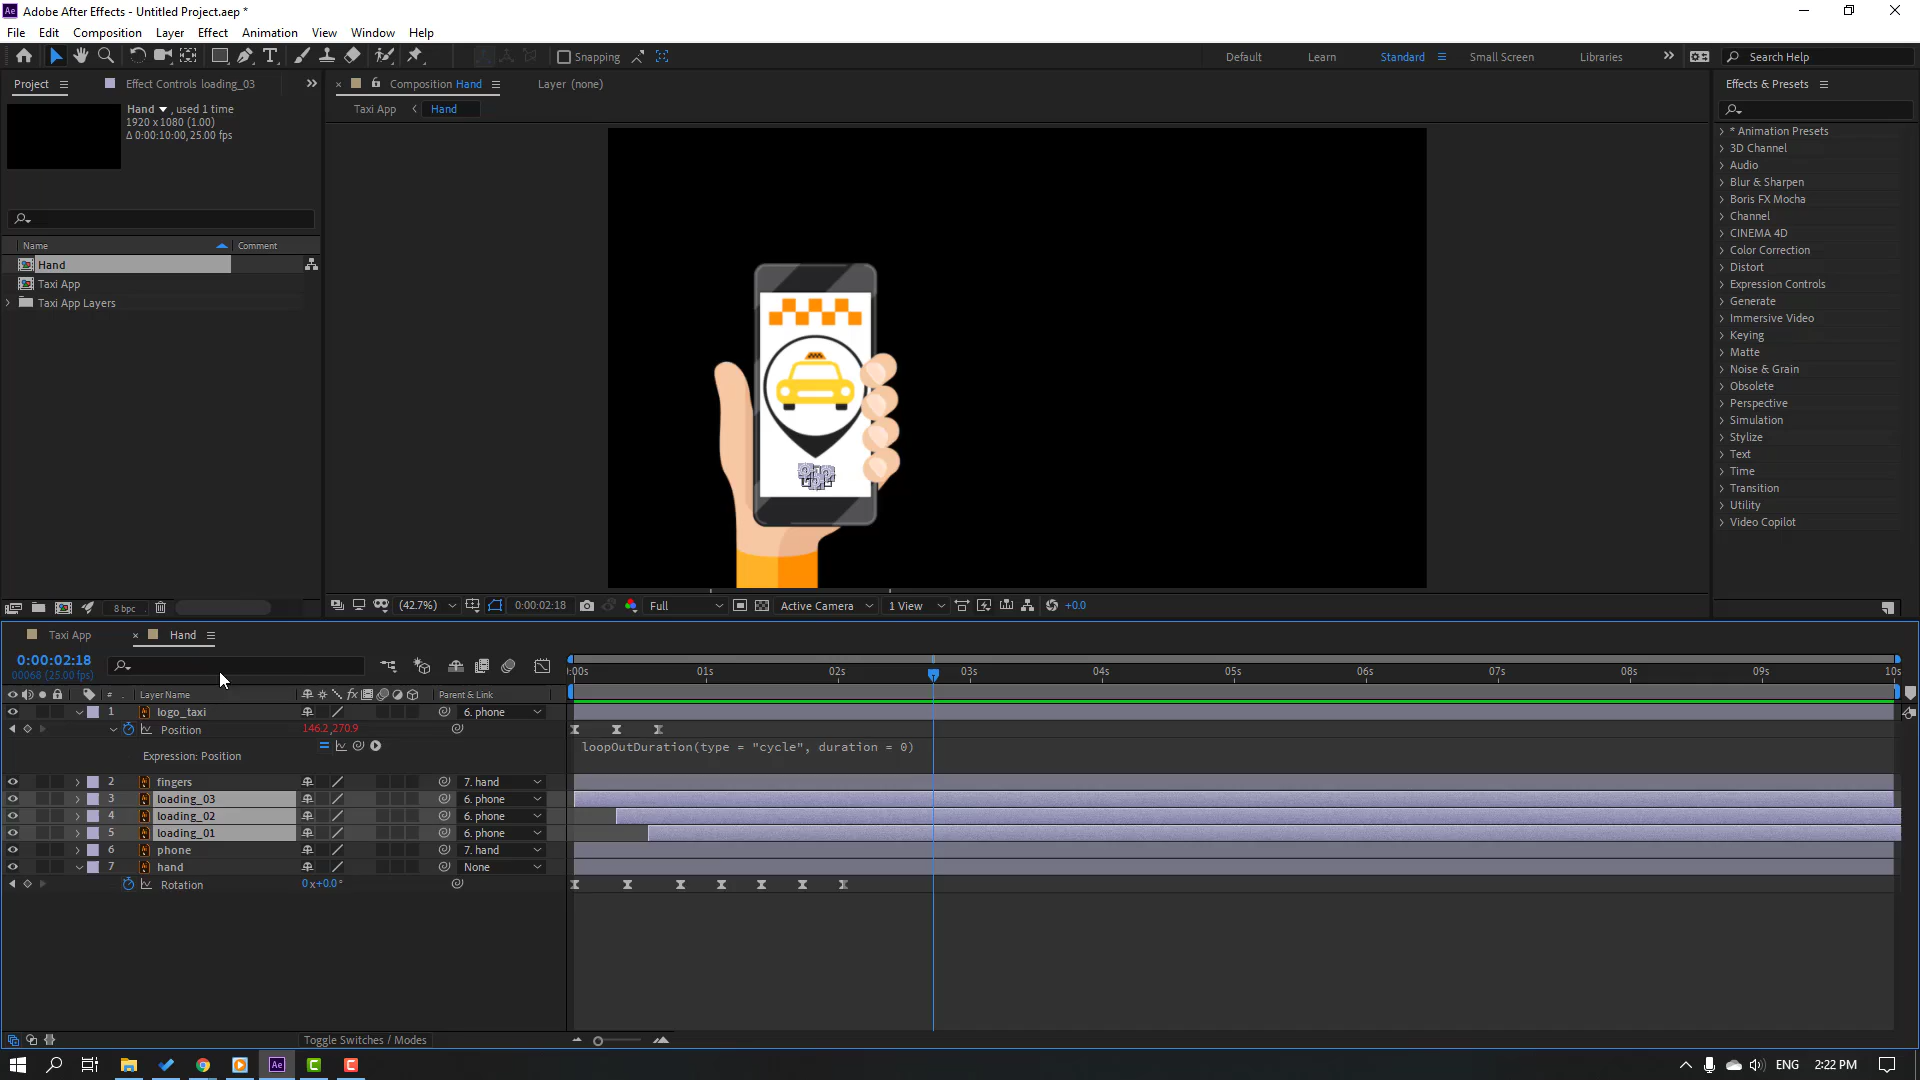 Adobe After Effects - Untitled Project.aep *
File Edit Composition Layer Effect Animation View Window Help
Snapping Default Learn Standard Small Screen Libraries Search Help
Project Effect Controls loading_03
Hand , used 1 time
1920 x 1080 (1.00)
Δ 0:00:10:00, 25.00 fps
Name Comment
Hand
Taxi App
Taxi App Layers
8 bpc
Composition Hand Layer (none)
Taxi App Hand
(42.7%) 0:00:02:18 Full Active Camera 1 View +0.0
Effects & Presets
* Animation Presets
3D Channel
Audio
Blur & Sharpen
Boris FX Mocha
Channel
CINEMA 4D
Color Correction
Distort
Expression Controls
Generate
Immersive Video
Keying
Matte
Noise & Grain
Obsolete
Perspective
Simulation
Stylize
Text
Time
Transition
Utility
Video Copilot
Taxi App Hand
0:00:02:18
00068 (25.00 fps)
:00s 01s 02s 03s 04s 05s 06s 07s 08s 09s 10s
# . Layer Name Parent & Link
1 logo_taxi 6. phone
Position 146.2,270.9
Expression: Position loopOutDuration(type = "cycle", duration = 0)
2 fingers 7. hand
3 loading_03 6. phone
4 loading_02 6. phone
5 loading_01 6. phone
6 phone 7. hand
7 hand None
Rotation 0x+0.0°
Toggle Switches / Modes
ENG 2:22 PM